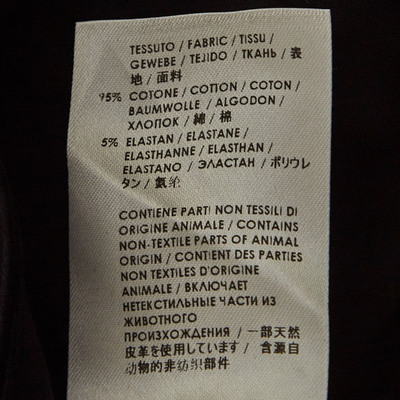 TESSUTO / FABRIC / TISSU /
GEWEBE / TEJIDO / ТКАНЬ / 表
地 / 面料
95% COTONE / COTTON / COTON /
BAUMWOLLE / ALGODON /
ХЛОПОК / 綿 / 棉
5% ELASTAN / ELASTANE /
ELASTHANNE / ELASTHAN /
ELASTANO / ЭЛАСТАН / ポリウレ
タン / 氨纶
CONTIENE PARTI NON TESSILI DI
ORIGINE ANIMALE / CONTAINS
NON-TEXTILE PARTS OF ANIMAL
ORIGIN / CONTIENT DES PARTIES
NON TEXTILES D'ORIGINE
ANIMALE / ВКЛЮЧАЕТ
НЕТЕКСТИЛЬНЫЕ ЧАСТИ ИЗ
ЖИВОТНОГО
ПРОИЗХОЖДЕНИЯ / 一部天然
皮革を使用しています / 含源自
动物的非纺织部件